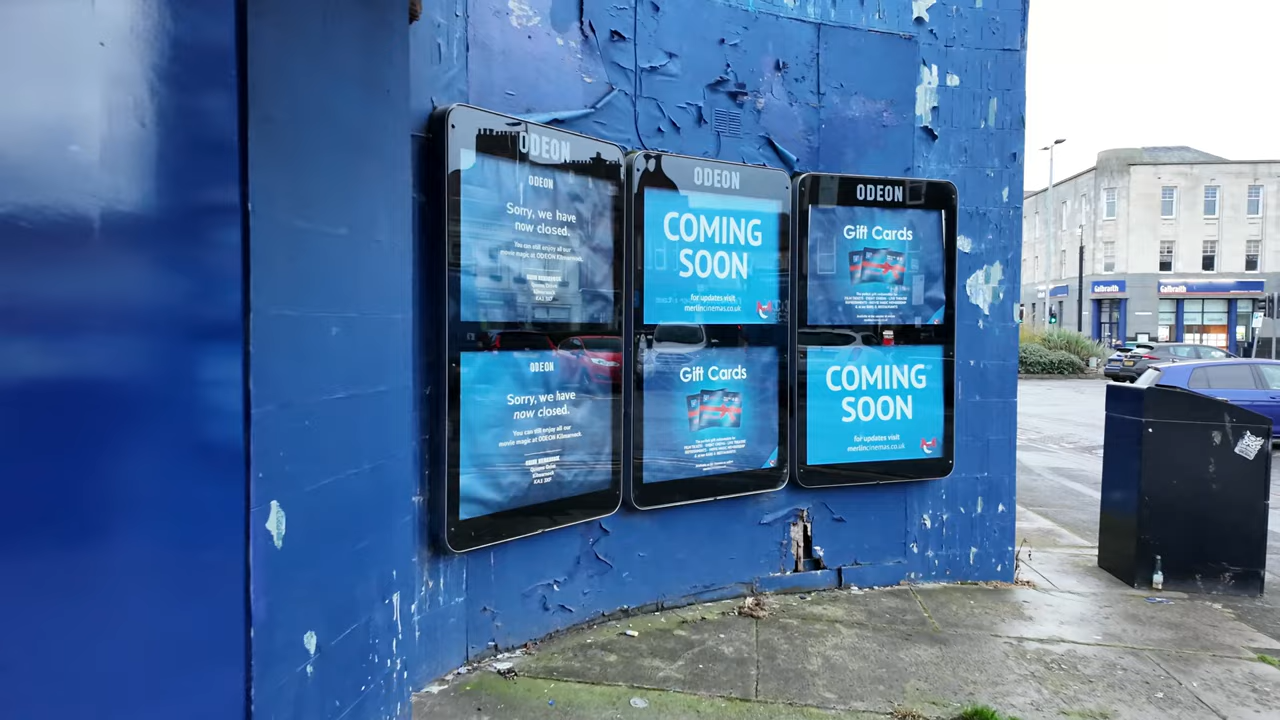 ODEON
ODEON
Sorry, we have
now closed.
You can still enjoy all our
movie magic at ODEON Kilmarnock.
ODEON
Sorry, we have
now closed.
You can still enjoy all our
movie magic at ODEON Kilmarnock.
Queens Drive
Kilmarnock
ODEON
COMING
SOON
for updates visit
merlincinemas.co.uk
Gift Cards
ODEON
Gift Cards
COMING
SOON
for updates visit
merlincinemas.co.uk
Galbraith
Galbraith